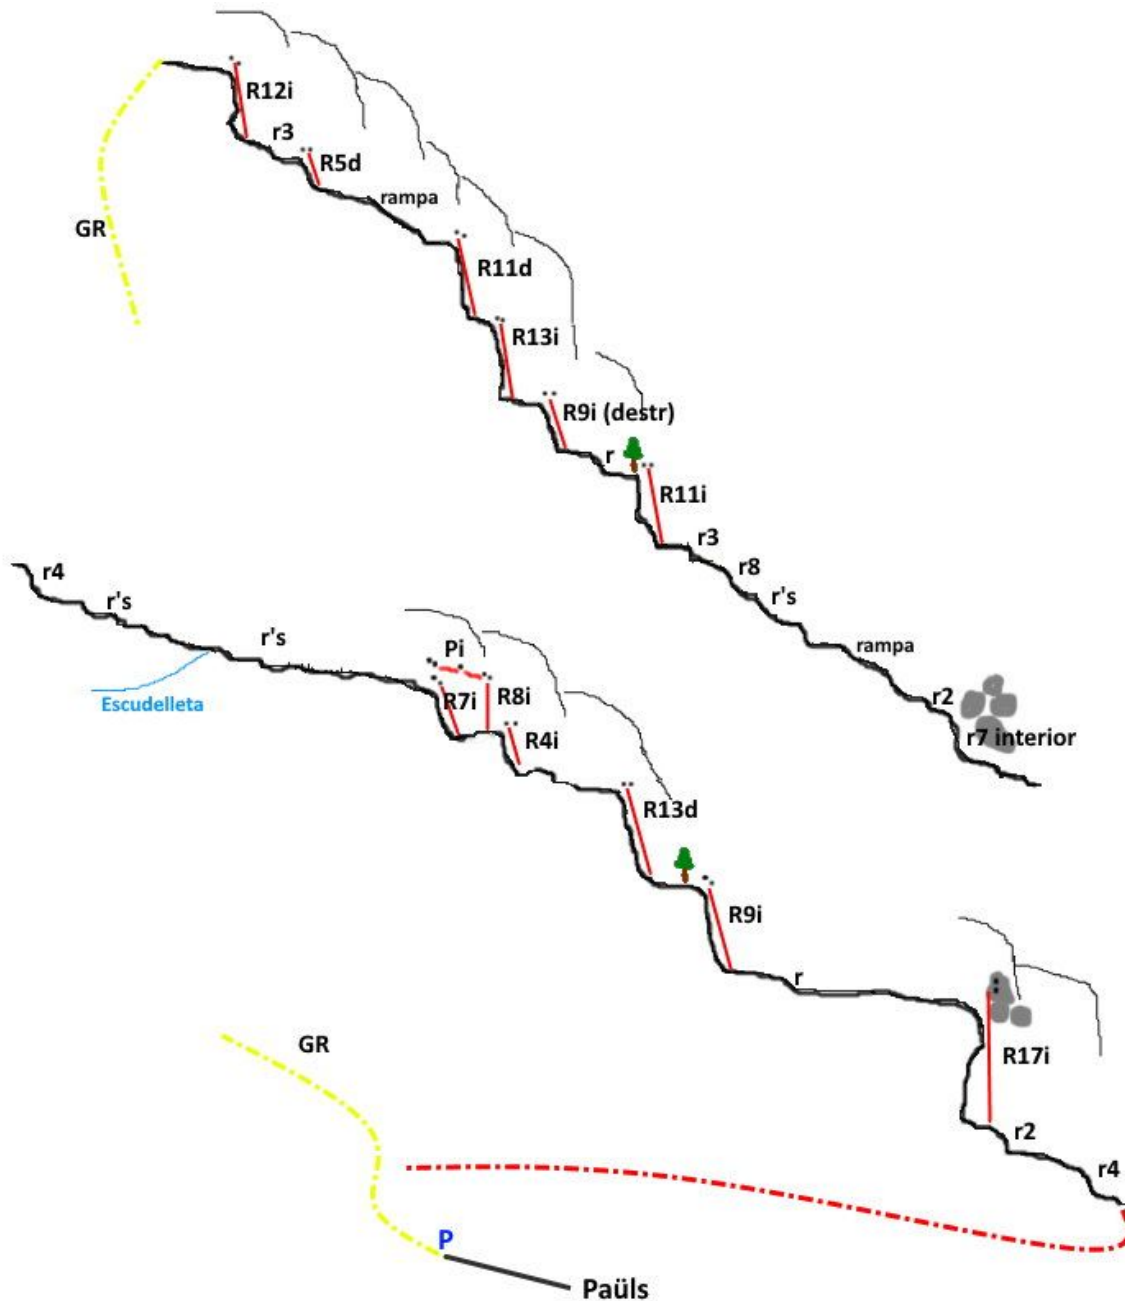 R12i
r3
R5d
rampa
GR
R11d
R13i
R9i (destr)
r
R11i
r3
r8
r's
rampa
r2
r7 interior
r4
r's
r's
Escudelleta
Pi
R7i
R8i
R4i
R13d
R9i
r
R17i
r2
r4
GR
P
Paüls